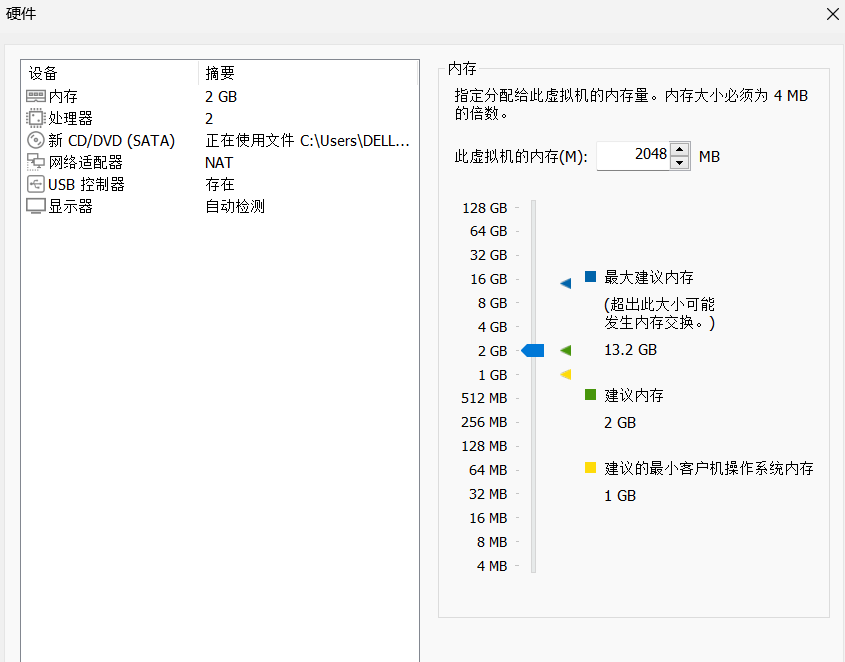 硬件
设备 摘要
内存 2 GB
处理器 2
新 CD/DVD (SATA) 正在使用文件 C:\Users\DELL...
网络适配器 NAT
USB 控制器 存在
显示器 自动检测
内存
指定分配给此虚拟机的内存量。内存大小必须为 4 MB
的倍数。
此虚拟机的内存(M): 2048 MB
128 GB
64 GB
32 GB
16 GB
8 GB
4 GB
2 GB
1 GB
512 MB
256 MB
128 MB
64 MB
32 MB
16 MB
8 MB
4 MB
最大建议内存
(超出此大小可能
发生内存交换。)
13.2 GB
建议内存
2 GB
建议的最小客户机操作系统内存
1 GB